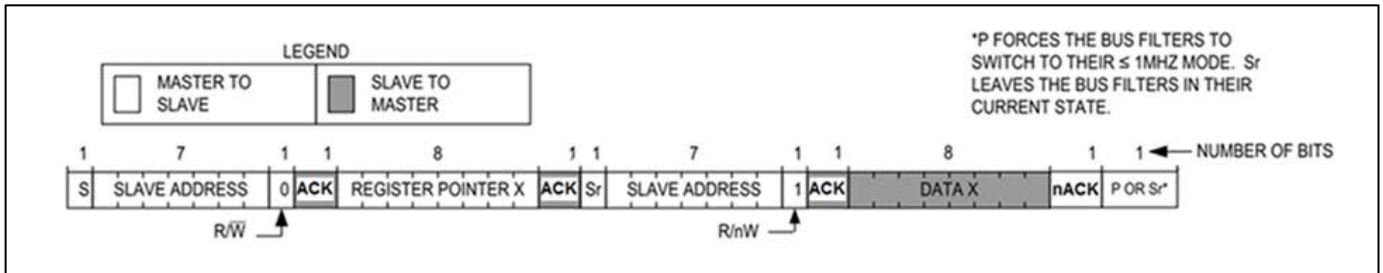 LEGEND
MASTER TO
SLAVE
SLAVE TO
MASTER
*P FORCES THE BUS FILTERS TO
SWITCH TO THEIR ≤ 1MHZ MODE. Sr
LEAVES THE BUS FILTERS IN THEIR
CURRENT STATE.
1 7 1 1 8 1 1 7 1 1 8 1 1 NUMBER OF BITS
S SLAVE ADDRESS 0 ACK REGISTER POINTER X ACK Sr SLAVE ADDRESS 1 ACK DATA X nACK P OR Sr*
R/W̅ R/nW